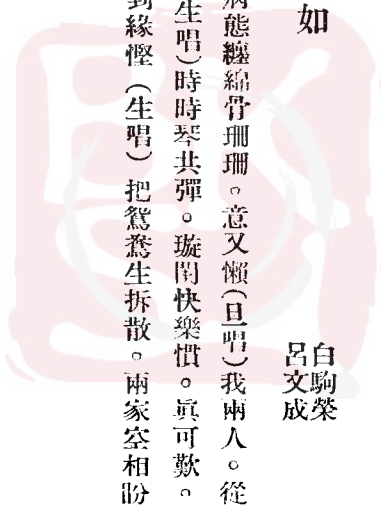 如
白駒榮
呂文成
病態纏綿骨珊珊。意又懶(旦唱)我兩人。從
生唱)時時琴共彈。璇閨快樂慣。眞可歎。
到緣慳(生唱)把鴛鴦生拆散。兩家空相盼